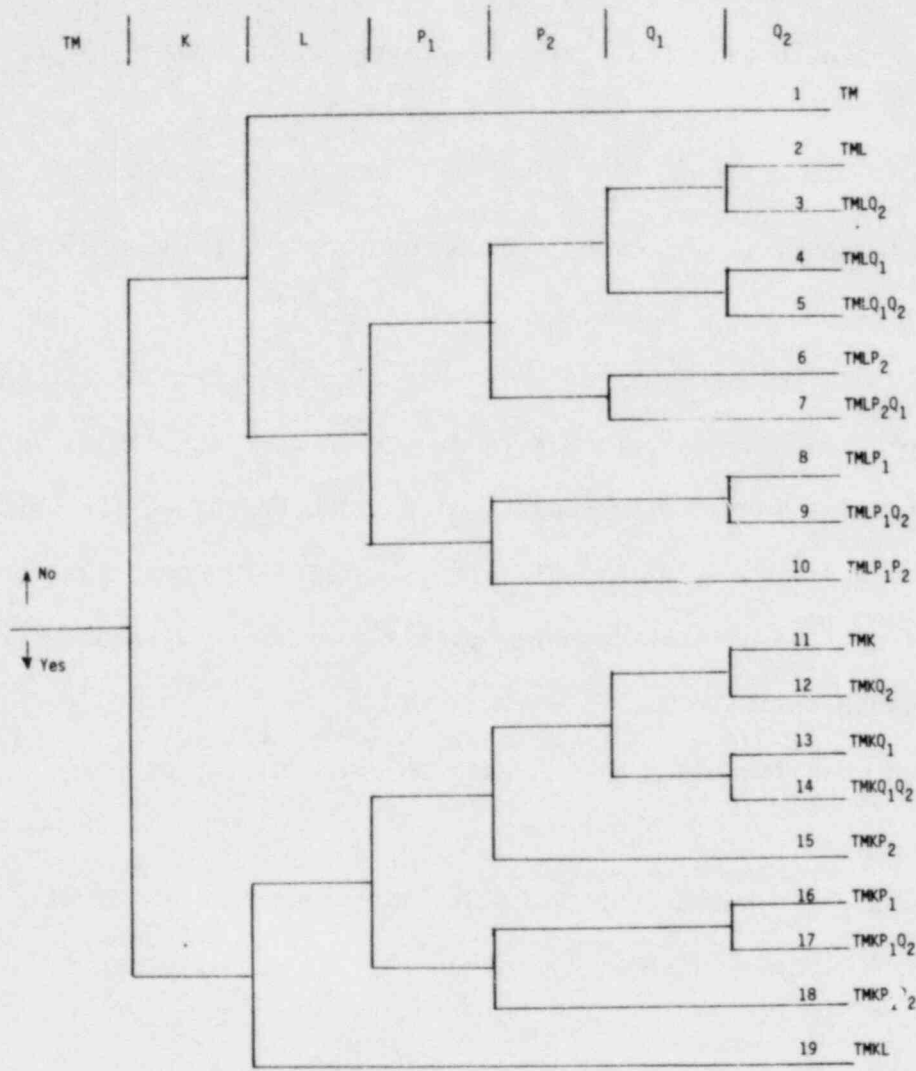 TM K L P₁ P₂ Q₁ Q₂
1 TM
2 TML
3 TMLQ₂
4 TMLQ₁
5 TMLQ₁Q₂
6 TMLP₂
7 TMLP₂Q₁
8 TMLP₁
9 TMLP₁Q₂
10 TMLP₁P₂
No
Yes
11 TMK
12 TMKQ₂
13 TMKQ₁
14 TMKQ₁Q₂
15 TMKP₂
16 TMKP₁
17 TMKP₁Q₂
18
19 TMKL